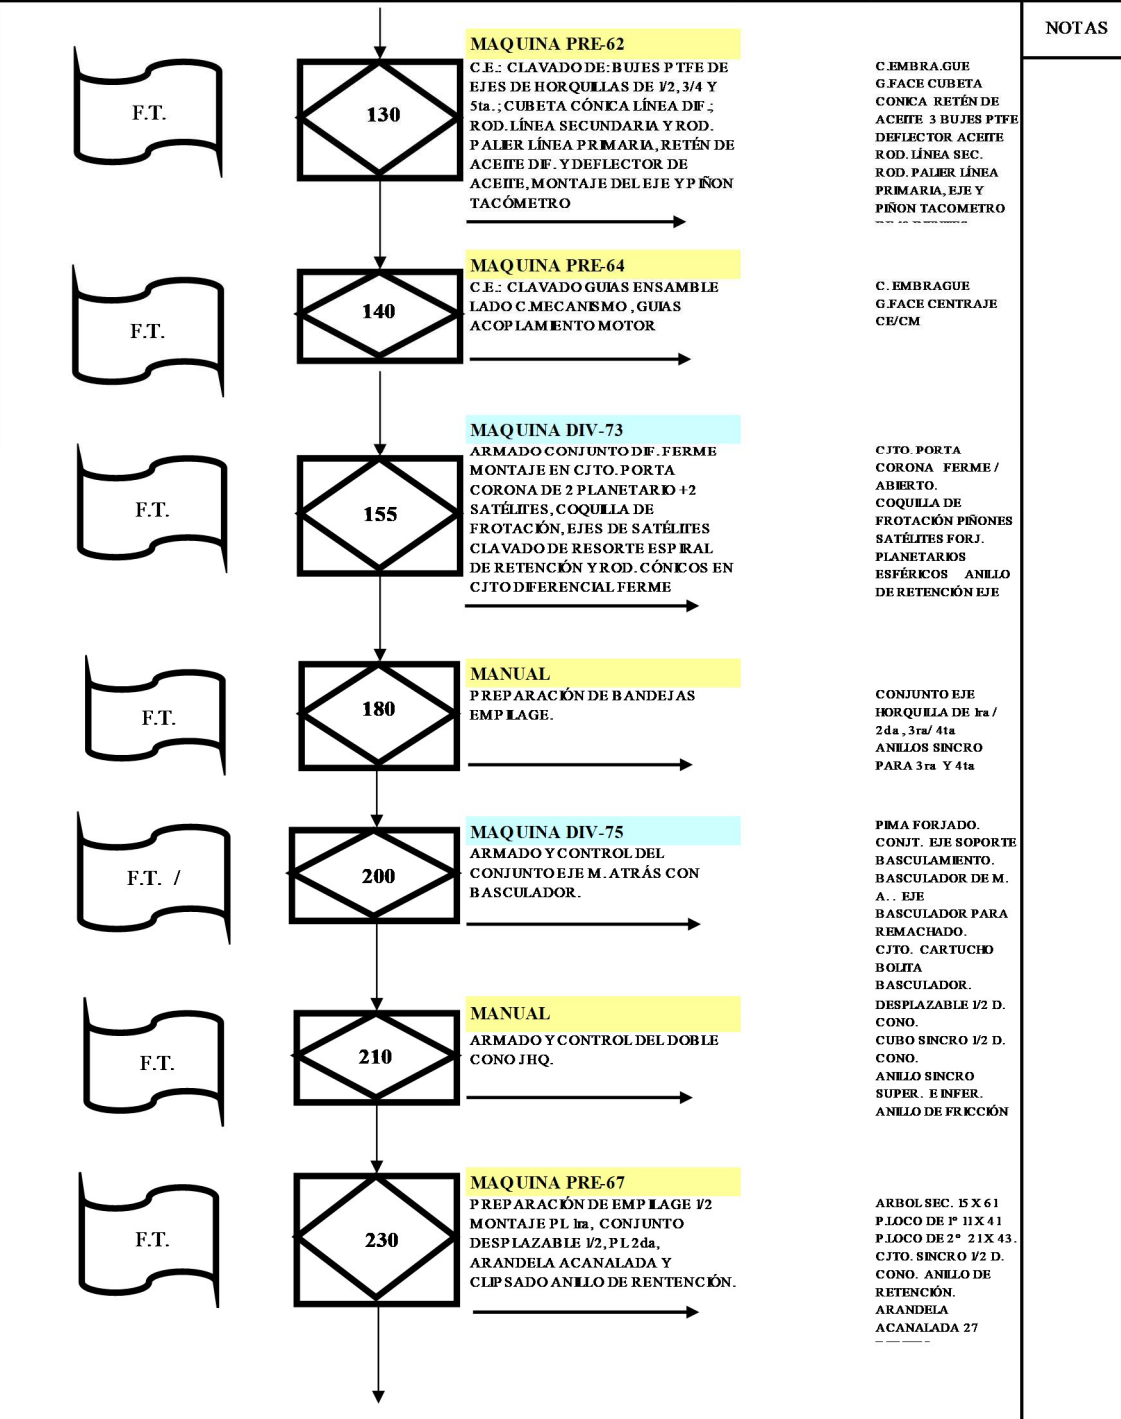 NOTAS
F.T.
130
MAQUINA PRE-62
C.E.: CLAVADO DE: BUJES PTFE DE
EJES DE HORQUILLAS DE 1/2, 3/4 Y
5ta. ; CUBETA CÓNICA LÍNEA DIF. ;
ROD. LÍNEA SECUNDARIA Y ROD.
PALIER LÍNEA PRIMARIA, RETÉN DE
ACEITE DIF. Y DEFLECTOR DE
ACEITE, MONTAJE DEL EJE Y PIÑON
TACÓMETRO
C.EMBRA.GUE
G.FACE CUBETA
CONICA RETÉN DE
ACEITE 3 BUJES PTFE
DEFLECTOR ACEITE
ROD. LÍNEA SEC.
ROD. PALIER LÍNEA
PRIMARIA, EJE Y
PIÑON TACOMETRO
F.T.
140
MAQUINA PRE-64
C.E.: CLAVADO GUIAS ENSAMBLE
LADO C.MECANISMO , GUIAS
ACOPLAMIENTO MOTOR
C. EMBRAGUE
G.FACE CENTRAJE
CE/CM
F.T.
155
MAQUINA DIV-73
ARMADO CONJUNTO DIF. FERME
MONTAJE EN CJTO. PORTA
CORONA DE 2 PLANETARIO +2
SATÉLITES, COQUILLA DE
FROTACIÓN, EJES DE SATÉLITES
CLAVADO DE RESORTE ESPIRAL
DE RETENCIÓN Y ROD. CÓNICOS EN
CJTO DIFERENCIAL FERME
CJTO. PORTA
CORONA FERME /
ABIERTO.
COQUILLA DE
FROTACIÓN PIÑONES
SATÉLITES FORJ.
PLANETARIOS
ESFÉRICOS ANILLO
DE RETENCIÓN EJE
F.T.
180
MANUAL
PREPARACIÓN DE BANDEJAS
EMPILAGE.
CONJUNTO EJE
HORQUILLA DE 1ra /
2da , 3ra/ 4ta
ANILLOS SINCRO
PARA 3ra Y 4ta
F.T. /
200
MAQUINA DIV-75
ARMADO Y CONTROL DEL
CONJUNTO EJE M. ATRÁS CON
BASCULADOR.
PIMA FORJADO.
CONJT. EJE SOPORTE
BASCULAMIENTO.
BASCULADOR DE M.
A. . EJE
BASCULADOR PARA
REMACHADO.
CJTO. CARTUCHO
BOLITA
BASCULADOR.
F.T.
210
MANUAL
ARMADO Y CONTROL DEL DOBLE
CONO JHQ.
DESPLAZABLE 1/2 D.
CONO.
CUBO SINCRO 1/2 D.
CONO.
ANILLO SINCRO
SUPER. E INFER.
ANILLO DE FRICCIÓN
F.T.
230
MAQUINA PRE-67
PREPARACIÓN DE EMPILAGE 1/2
MONTAJE PL 1ra, CONJUNTO
DESPLAZABLE 1/2, PL 2da,
ARANDELA ACANALADA Y
CLIPSADO ANILLO DE RENTENCIÓN.
ARBOL SEC. 15 X 61
P.LOCO DE 1º 11X 41
P.LOCO DE 2º 21X 43.
CJTO. SINCRO 1/2 D.
CONO. ANILLO DE
RETENCIÓN.
ARANDELA
ACANALADA 27